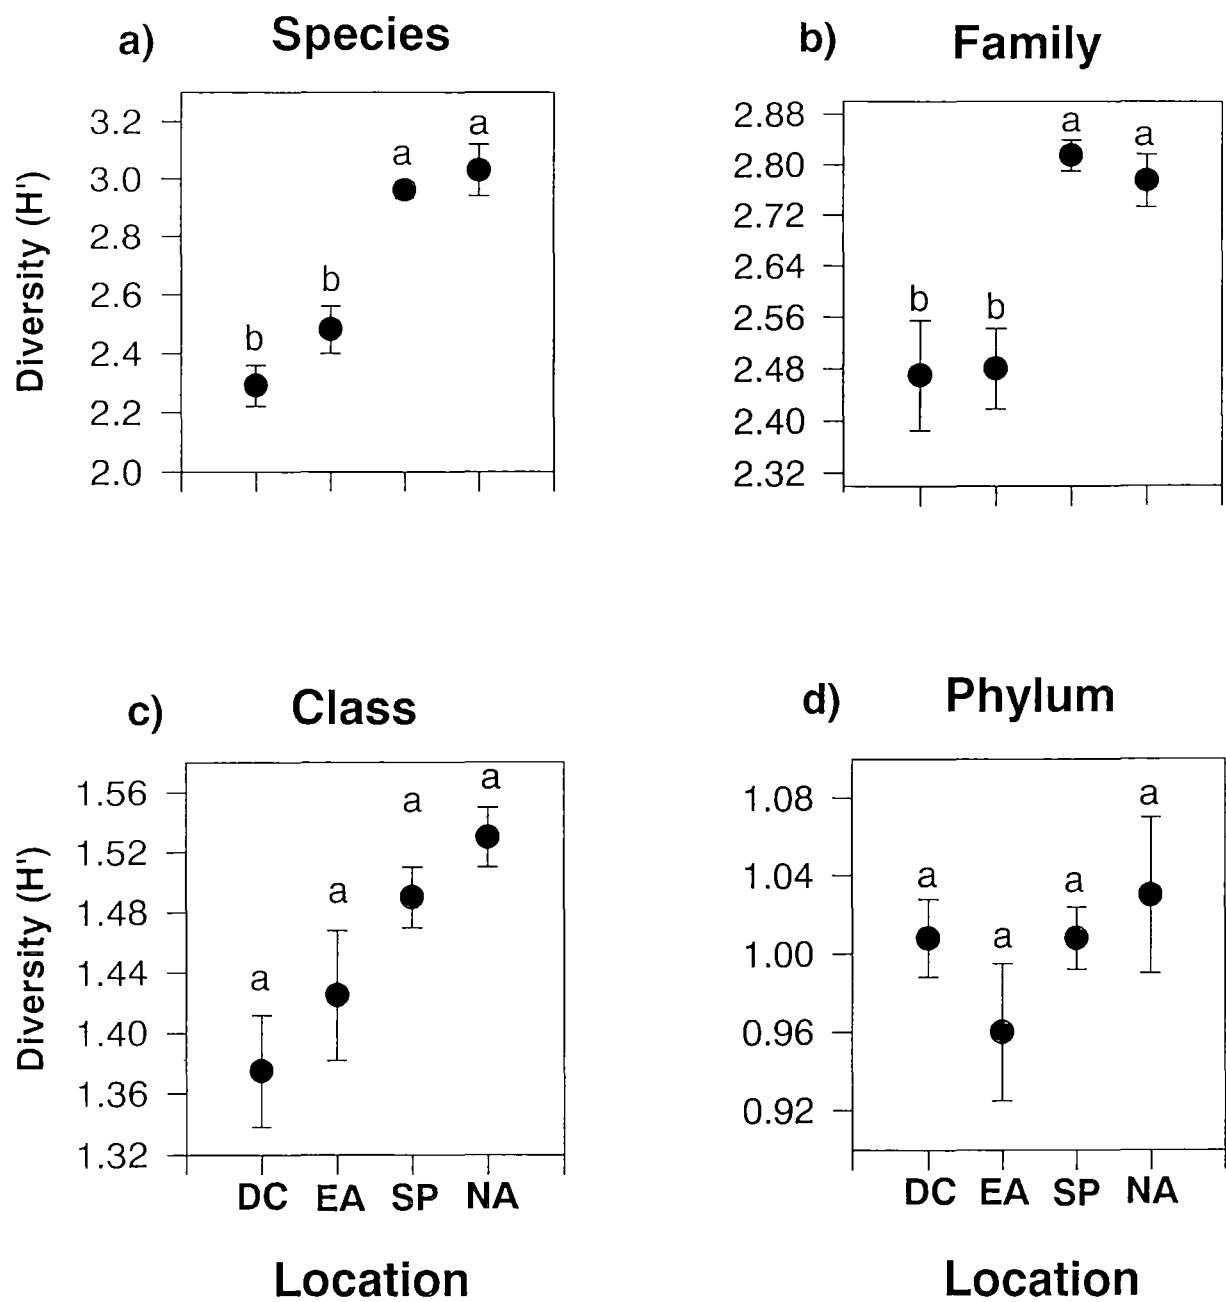 a) Species
Diversity (H')
3.2
3.0
2.8
2.6
2.4
2.2
2.0
b
b
a
a
b) Family
2.88
2.80
2.72
2.64
2.56
2.48
2.40
2.32
b
b
a
a
c) Class
Diversity (H')
1.56
1.52
1.48
1.44
1.40
1.36
1.32
a
a
a
a
DC EA SP NA
Location
d) Phylum
1.08
1.04
1.00
0.96
0.92
a
a
a
a
DC EA SP NA
Location